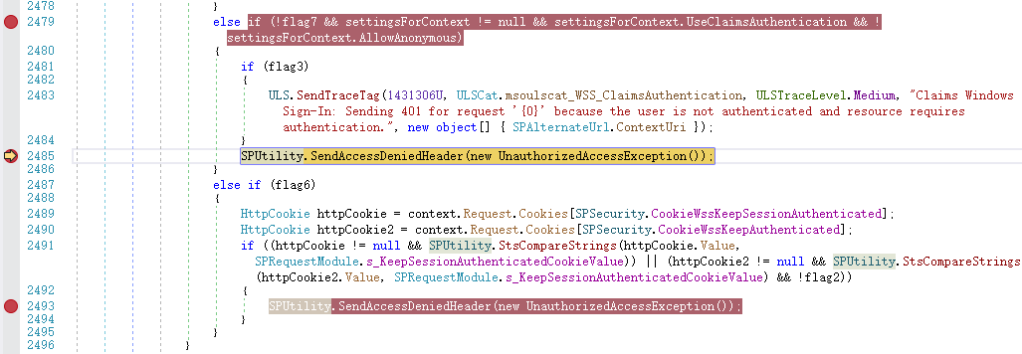 2478 }
2479 else if (!flag7 && settingsForContext != null && settingsForContext.UseClaimsAuthentication && !
settingsForContext.AllowAnonymous)
2480 {
2481 if (flag3)
2482 {
2483 ULS.SendTraceTag(1431306U, ULSCat.msoulscat_WSS_ClaimsAuthentication, ULSTraceLevel.Medium, "Claims Windows
Sign-In: Sending 401 for request '{0}' because the user is not authenticated and resource requires
authentication.", new object[] { SPAlternateUrl.ContextUri });
2484 }
2485 SPUtility.SendAccessDeniedHeader(new UnauthorizedAccessException());
2486 }
2487 else if (flag6)
2488 {
2489 HttpCookie httpCookie = context.Request.Cookies[SPSecurity.CookieWssKeepSessionAuthenticated];
2490 HttpCookie httpCookie2 = context.Request.Cookies[SPSecurity.CookieWssKeepAuthenticated];
2491 if ((httpCookie != null && SPUtility.StsCompareStrings(httpCookie.Value,
SPRequestModule.s_KeepSessionAuthenticatedCookieValue)) || (httpCookie2 != null && SPUtility.StsCompareStrings
(httpCookie2.Value, SPRequestModule.s_KeepSessionAuthenticatedCookieValue) && !flag2))
2492 {
2493 SPUtility.SendAccessDeniedHeader(new UnauthorizedAccessException());
2494 }
2495 }
2496 }